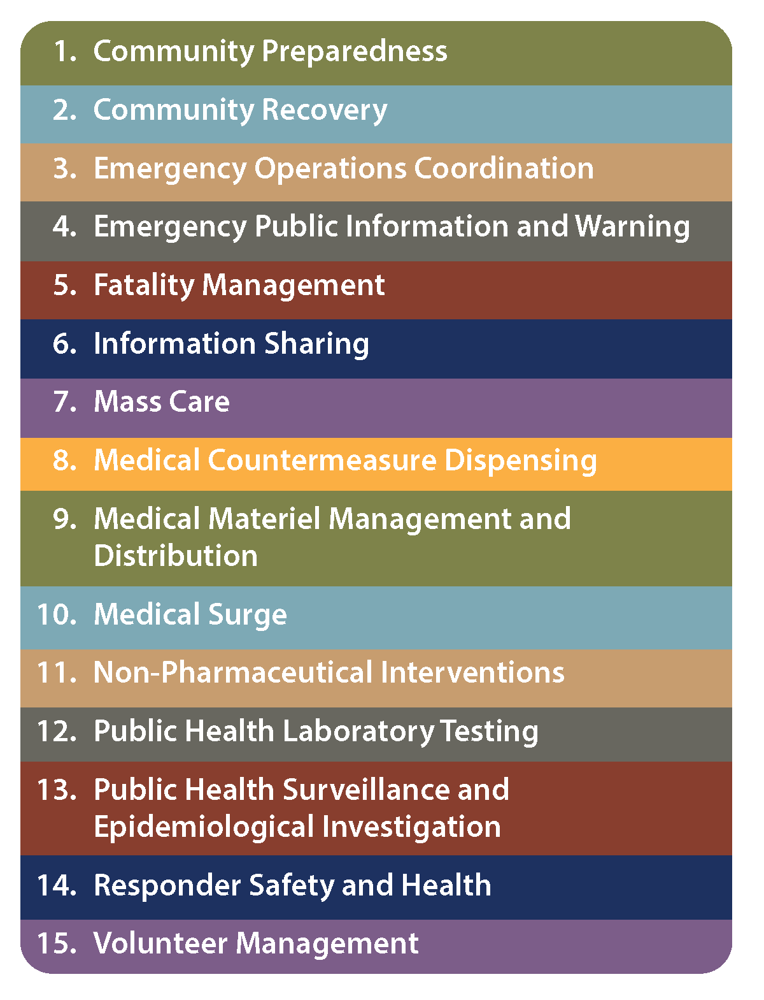 1. Community Preparedness
2. Community Recovery
3. Emergency Operations Coordination
4. Emergency Public Information and Warning
5. Fatality Management
6. Information Sharing
7. Mass Care
8. Medical Countermeasure Dispensing
9. Medical Materiel Management and
Distribution
10. Medical Surge
11. Non-Pharmaceutical Interventions
12. Public Health Laboratory Testing
13. Public Health Surveillance and
Epidemiological Investigation
14. Responder Safety and Health
15. Volunteer Management